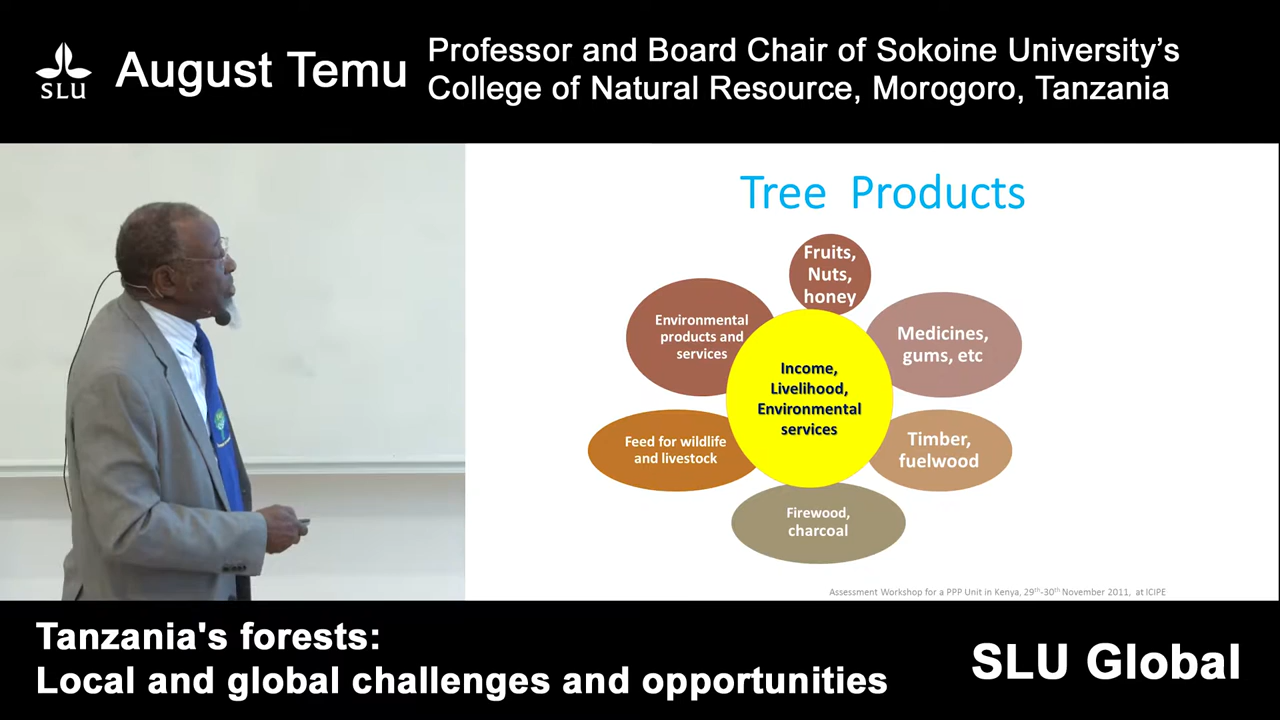 SLU
August Temu
Professor and Board Chair of Sokoine University’s
College of Natural Resource, Morogoro, Tanzania
Tree Products
Fruits,
Nuts,
honey
Environmental
products and
services
Medicines,
gums, etc
Income,
Livelihood,
Environmental
services
Feed for wildlife
and livestock
Timber,
fuelwood
Firewood,
charcoal
Assessment Workshop for a PPP Unit in Kenya, 29th-30th November 2011, at ICIPE
Tanzania's forests:
Local and global challenges and opportunities
SLU Global